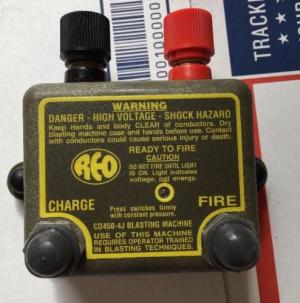 TRACKED
WARNING
DANGER - HIGH VOLTAGE - SHOCK HAZARD
Keep Hands and body CLEAR of conductors. Dry
blasting machine case and hands before use. Contact
with conductors could cause serious injury or death.
REO
READY TO FIRE
CAUTION
DO NOT FIRE UNTIL LIGHT
IS ON. Light indicates
voltage, not energy.
CHARGE
FIRE
Press switches firmly
with constant pressure.
CD450-4J BLASTING MACHINE
USE OF THIS MACHINE
REQUIRES OPERATOR TRAINED
IN BLASTING TECHNIQUES.